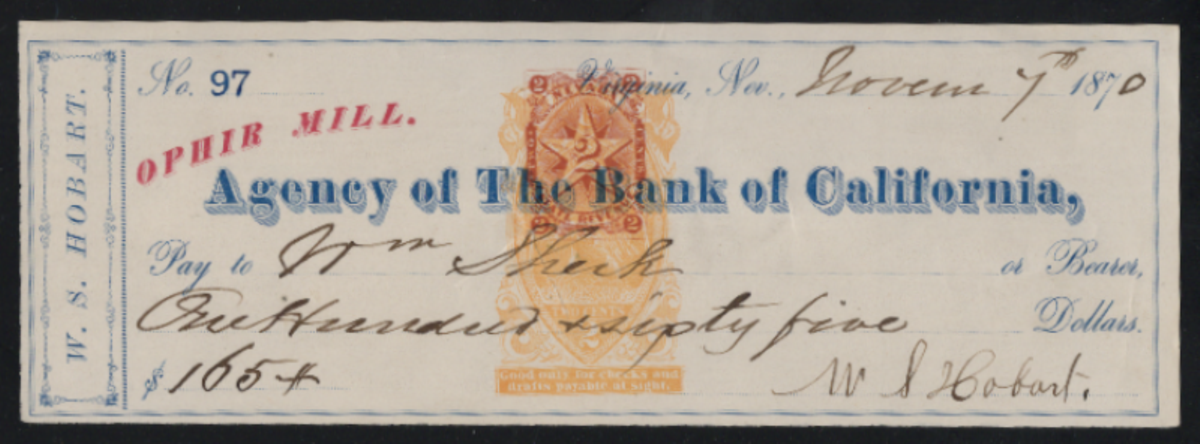 No. 97
Virginia, Nev., Novem 7th 1870
OPHIR MILL.
W. S. HOBART.
Agency of The Bank of California,
Pay to Wm or Bearer,
One Hundred & sixty five Dollars.
$165
Good only for checks and
drafts payable at sight.
W S Hobart.